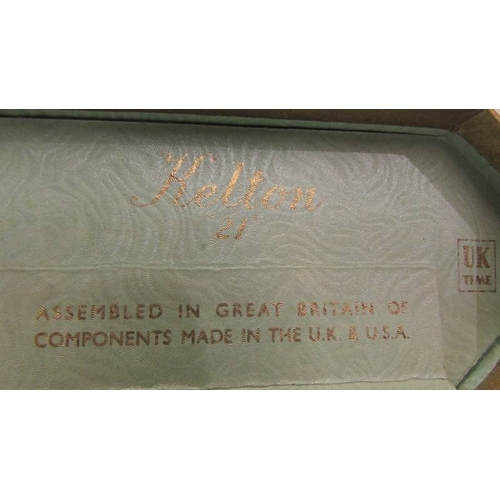 Kelton
21
UK
TIME
ASSEMBLED IN GREAT BRITAIN OF
COMPONENTS MADE IN THE U.K. & U.S.A.